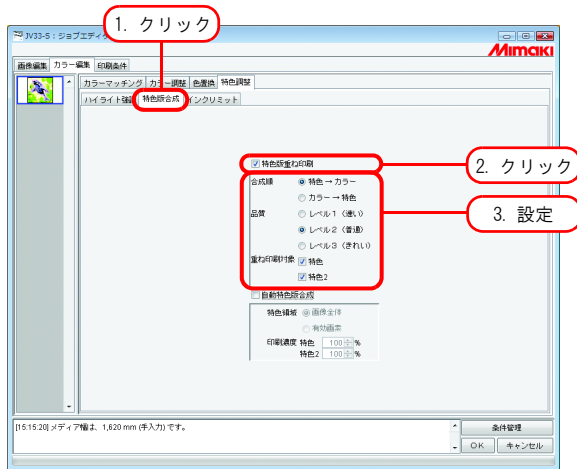 1. クリック
JV33-S : ジョブエディタ
Mimaki
画像編集 カラー編集 印刷条件
カラーマッチング カラー調整 色置換 特色調整
ハイライト強調 特色版合成 インクリミット
特色版重ね印刷
2. クリック
合成順 特色 → カラー
カラー → 特色
3. 設定
品質 レベル1 (速い)
レベル2 (普通)
レベル3 (きれい)
重ね印刷対象 特色
特色2
自動特色版合成
特色領域 画像全体
有効画素
印刷濃度 特色 100 %
特色2 100 %
[15:15:20] メディア幅は、1,620 mm (手入力) です。
条件管理
OK キャンセル